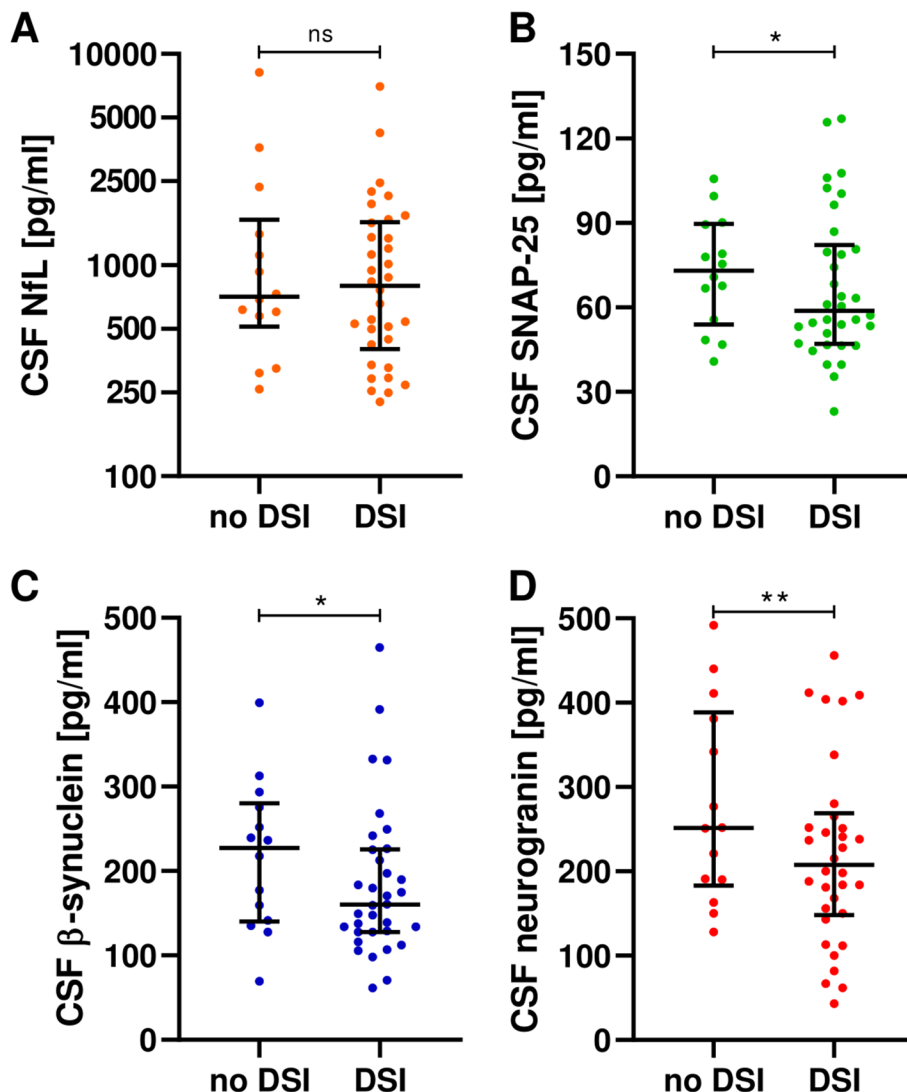 A
ns
CSF NfL [pg/ml]
10000
5000
2500
1000
500
250
100
no DSI
DSI
B
*
CSF SNAP-25 [pg/ml]
150
120
90
60
30
0
no DSI
DSI
C
*
CSF β-synuclein [pg/ml]
500
400
300
200
100
0
no DSI
DSI
D
**
CSF neurogranin [pg/ml]
500
400
300
200
100
0
no DSI
DSI